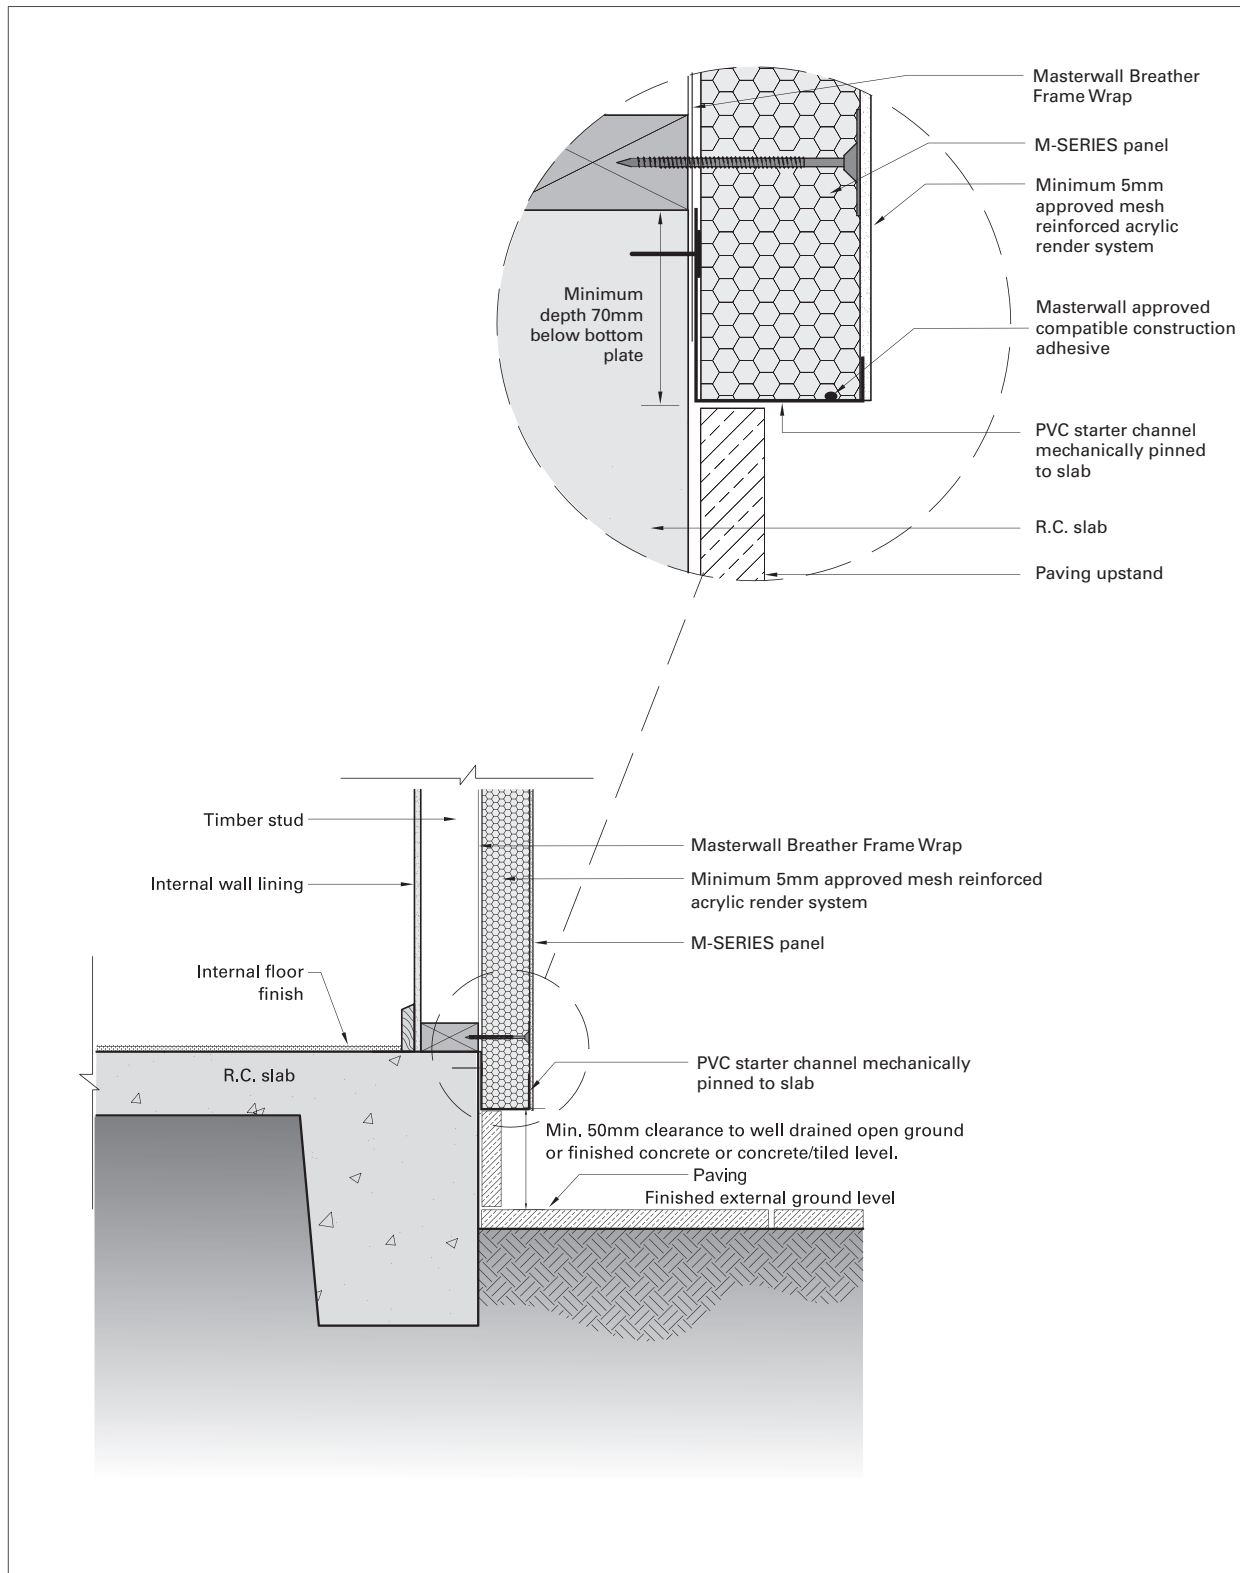 Masterwall Breather
Frame Wrap
M-SERIES panel
Minimum 5mm
approved mesh
reinforced acrylic
render system
Minimum
depth 70mm
below bottom
plate
Masterwall approved
compatible construction
adhesive
PVC starter channel
mechanically pinned
to slab
R.C. slab
Paving upstand
Timber stud
Internal wall lining
Internal floor
finish
R.C. slab
Masterwall Breather Frame Wrap
Minimum 5mm approved mesh reinforced
acrylic render system
M-SERIES panel
PVC starter channel mechanically
pinned to slab
Min. 50mm clearance to well drained open ground
or finished concrete or concrete/tiled level.
Paving
Finished external ground level